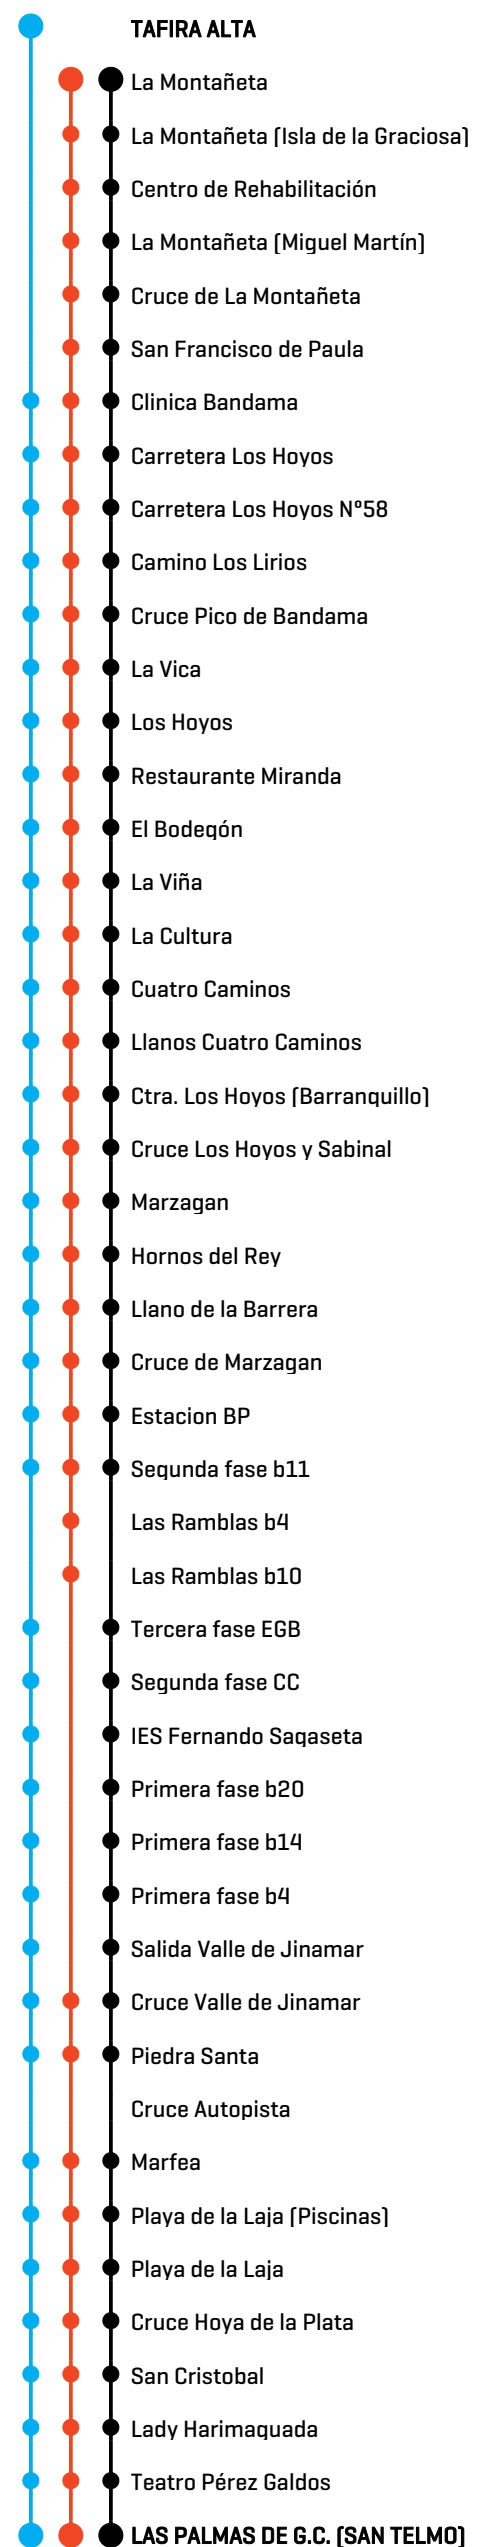 TAFIRA ALTA
La Montañeta
La Montañeta (Isla de la Graciosa)
Centro de Rehabilitación
La Montañeta (Miguel Martín)
Cruce de La Montañeta
San Francisco de Paula
Clinica Bandama
Carretera Los Hoyos
Carretera Los Hoyos Nº58
Camino Los Lirios
Cruce Pico de Bandama
La Vica
Los Hoyos
Restaurante Miranda
El Bodegón
La Viña
La Cultura
Cuatro Caminos
Llanos Cuatro Caminos
Ctra. Los Hoyos (Barranquillo)
Cruce Los Hoyos y Sabinal
Marzagan
Hornos del Rey
Llano de la Barrera
Cruce de Marzagan
Estacion BP
Segunda fase b11
Las Ramblas b4
Las Ramblas b10
Tercera fase EGB
Segunda fase CC
IES Fernando Sagaseta
Primera fase b20
Primera fase b14
Primera fase b4
Salida Valle de Jinamar
Cruce Valle de Jinamar
Piedra Santa
Cruce Autopista
Marfea
Playa de la Laja (Piscinas)
Playa de la Laja
Cruce Hoya de la Plata
San Cristobal
Lady Harimaguada
Teatro Pérez Galdos
LAS PALMAS DE G.C. (SAN TELMO)